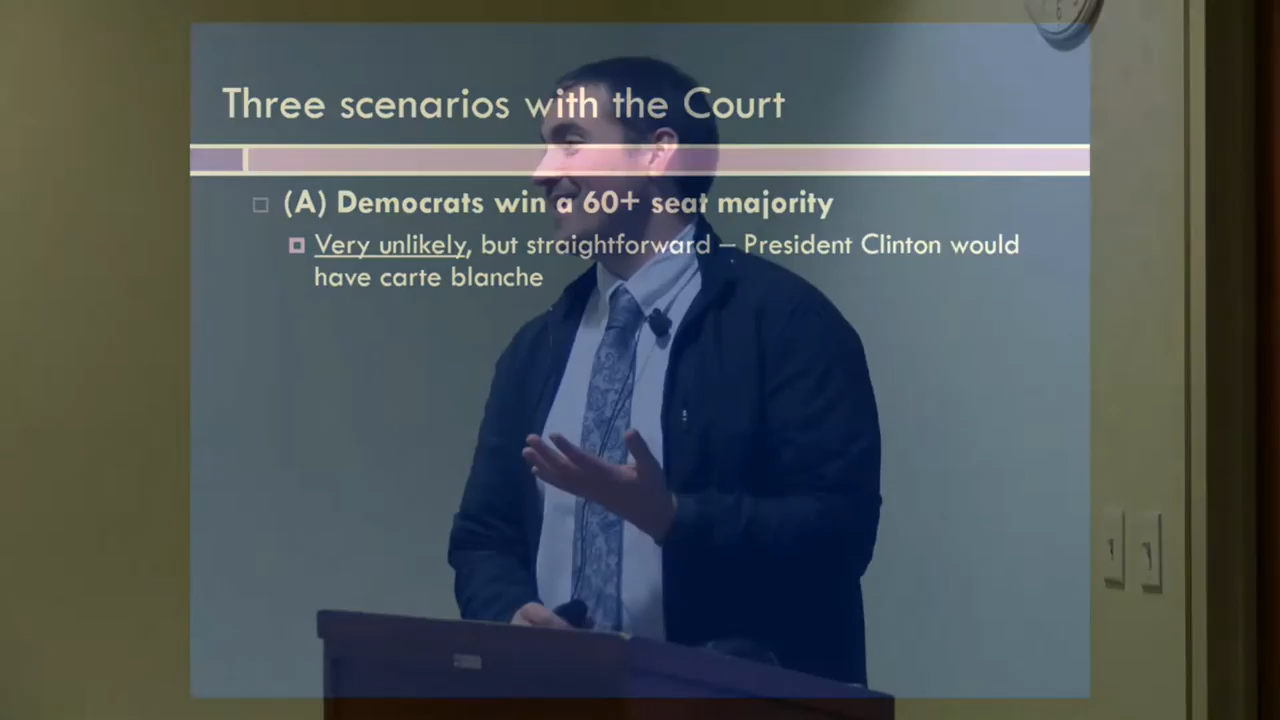 Three scenarios with the Court
(A) Democrats win a 60+ seat majority
Very unlikely, but straightforward – President Clinton would
have carte blanche